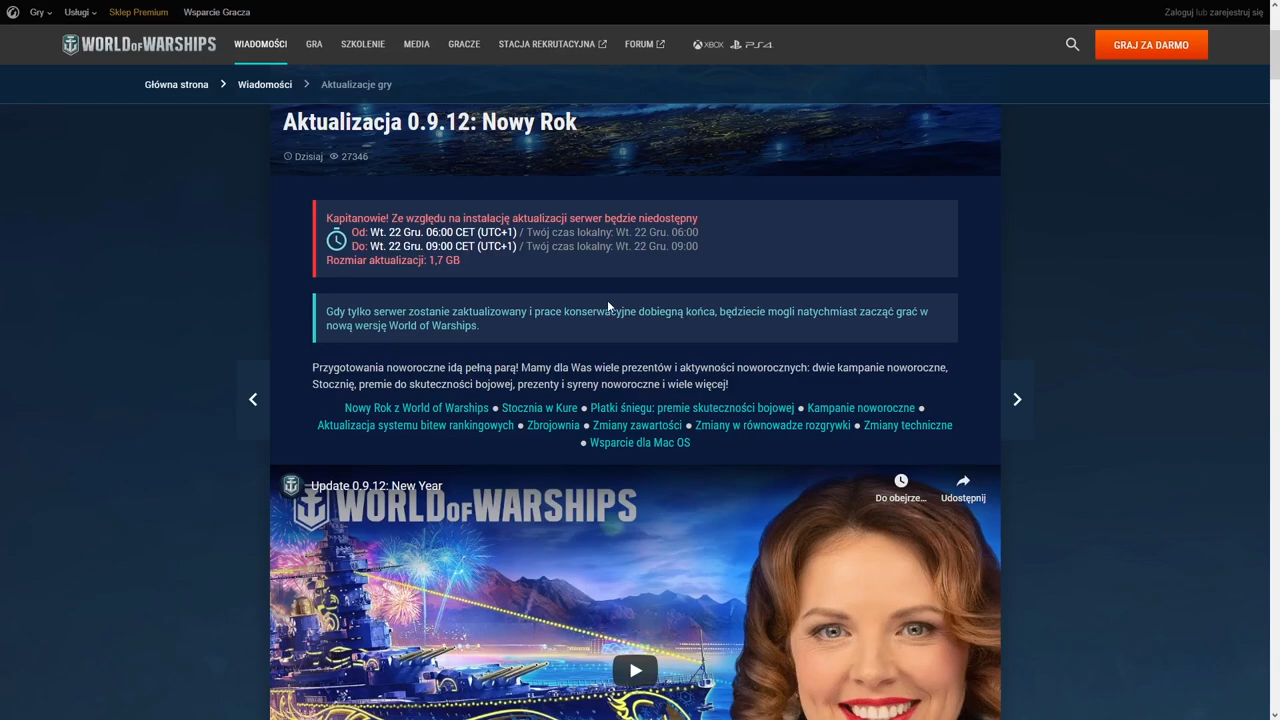 Gry Usługi Sklep Premium Wsparcie Gracza Zaloguj lub zarejestruj się
WORLD OF WARSHIPS WIADOMOŚCI GRA SZKOLENIE MEDIA GRACZE STACJA REKRUTACYJNA FORUM XBOX PS4 GRAJ ZA DARMO
Główna strona Wiadomości Aktualizacje gry
Aktualizacja 0.9.12: Nowy Rok
Dzisiaj 27346
Kapitanowie! Ze względu na instalację aktualizacji serwer będzie niedostępny
Od: Wt. 22 Gru. 06:00 CET (UTC+1) / Twój czas lokalny: Wt. 22 Gru. 06:00
Do: Wt. 22 Gru. 09:00 CET (UTC+1) / Twój czas lokalny: Wt. 22 Gru. 09:00
Rozmiar aktualizacji: 1,7 GB
Gdy tylko serwer zostanie zaktualizowany i prace konserwacyjne dobiegną końca, będziecie mogli natychmiast zacząć grać w
nową wersję World of Warships.
Przygotowania noworoczne idą pełną parą! Mamy dla Was wiele prezentów i aktywności noworocznych: dwie kampanie noworoczne,
Stocznię, premie do skuteczności bojowej, prezenty i syreny noworoczne i wiele więcej!
Nowy Rok z World of Warships ● Stocznia w Kure ● Płatki śniegu: premie skuteczności bojowej ● Kampanie noworoczne ●
Aktualizacja systemu bitew rankingowych ● Zbrojownia ● Zmiany zawartości ● Zmiany w równowadze rozgrywki ● Zmiany techniczne
● Wsparcie dla Mac OS
Update 0.9.12: New Year
Do obejrze... Udostępnij
WORLD OF WARSHIPS